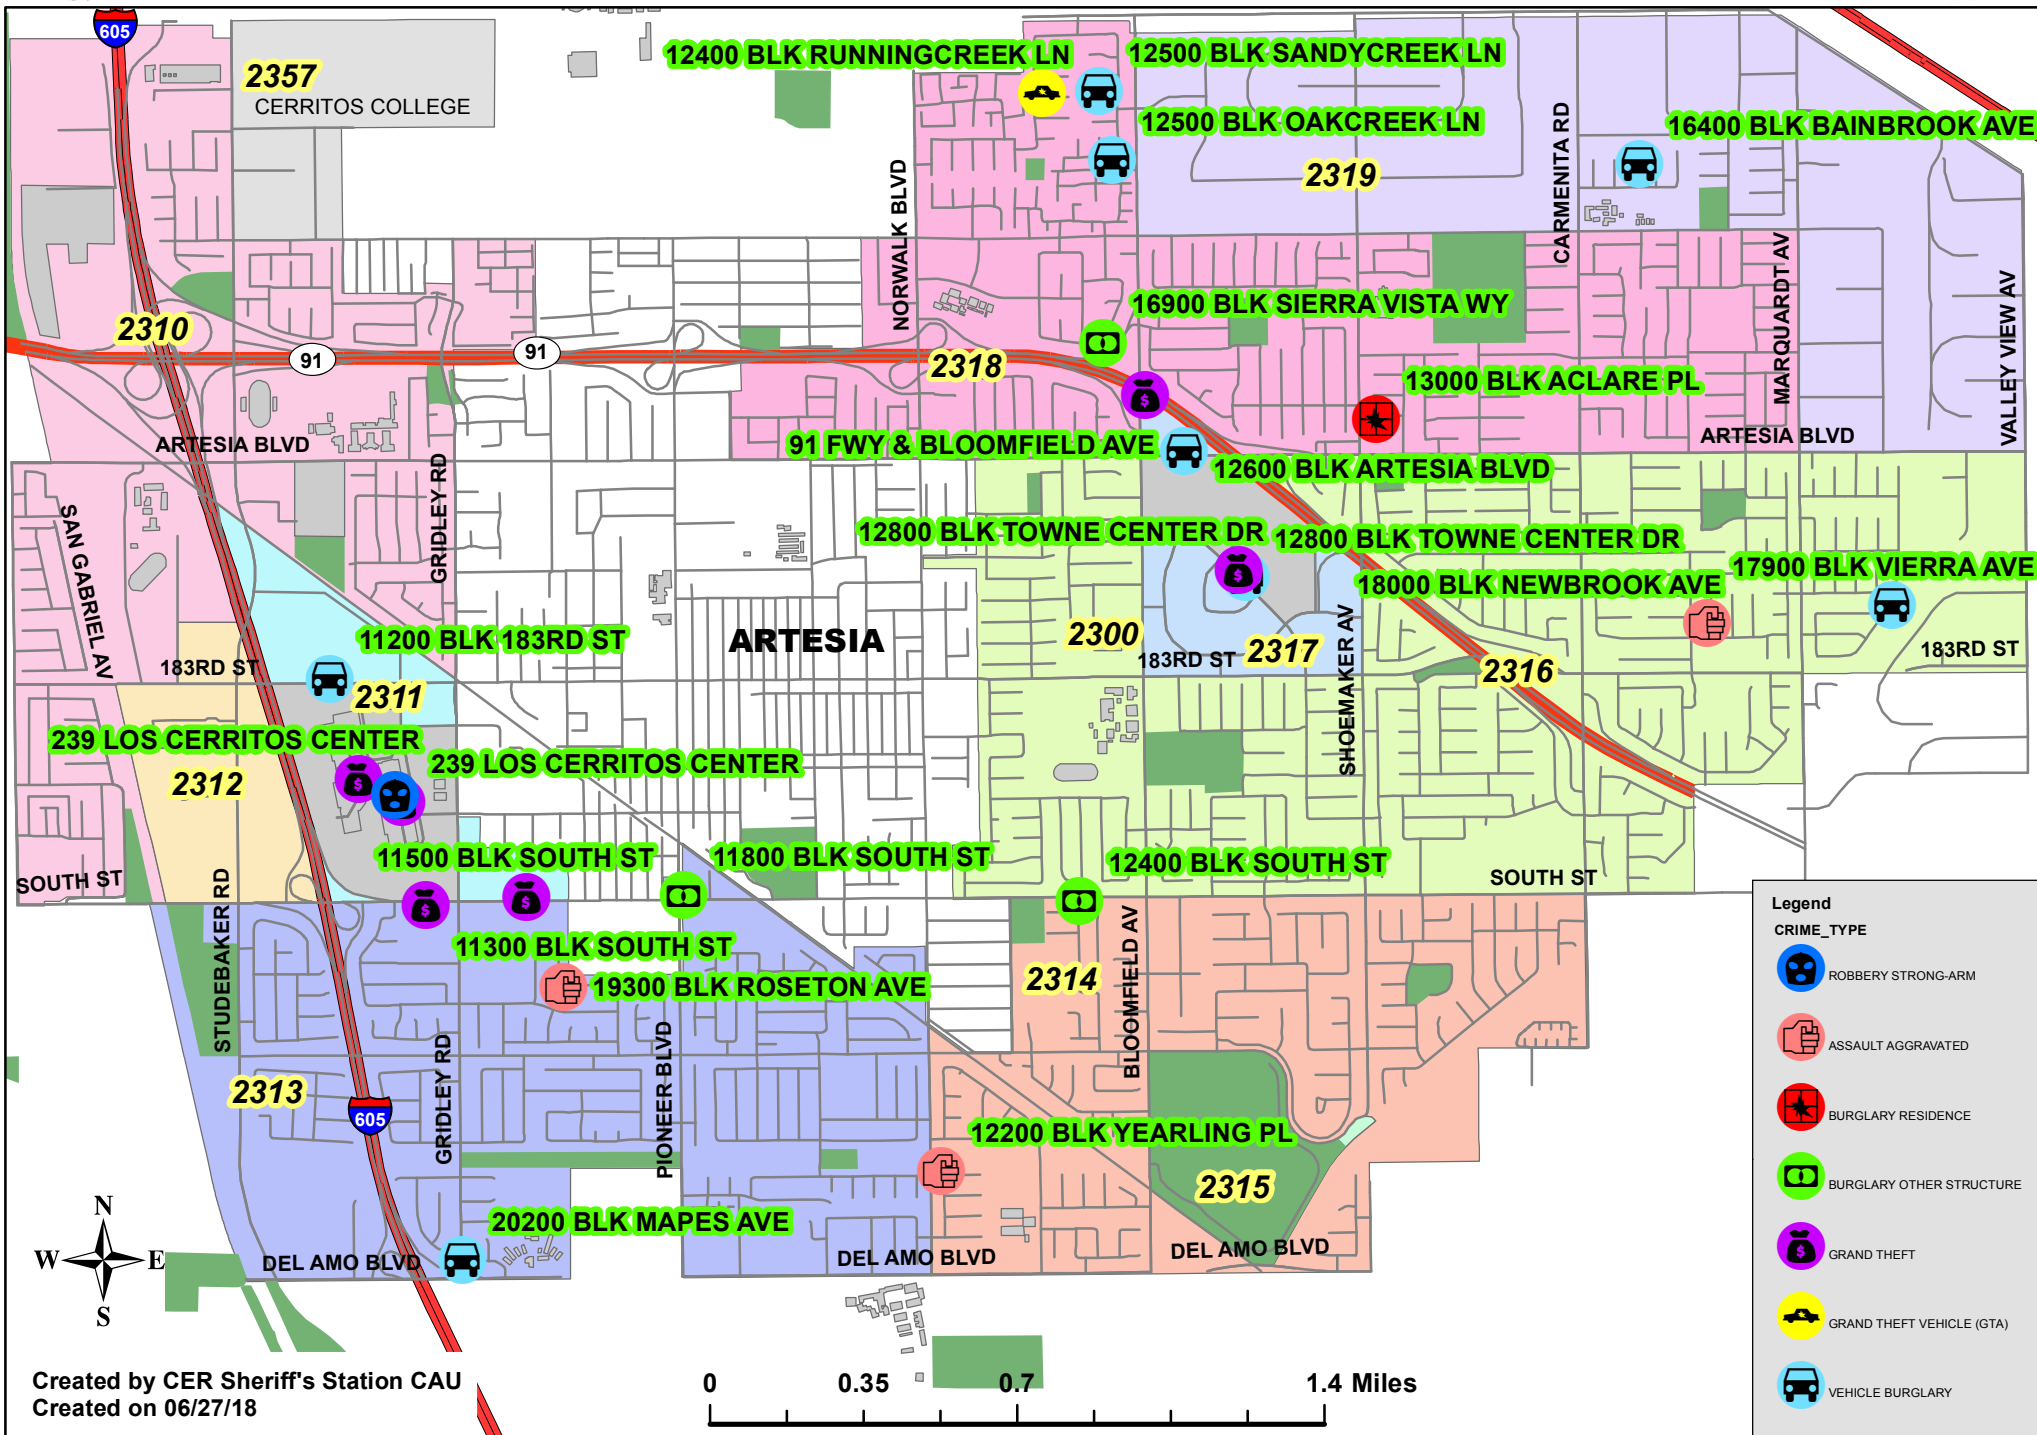 605
12400 BLK RUNNINGCREEK LN
12500 BLK SANDYCREEK LN
2357
CERRITOS COLLEGE
12500 BLK OAKCREEK LN
16400 BLK BAINBROOK AVE
2319
CARMENITA RD
NORWALK BLVD
MARQUARDT AV
VALLEY VIEW AV
16900 BLK SIERRA VISTA WY
2310
91
91
2318
13000 BLK ACLARE PL
ARTESIA BLVD
91 FWY & BLOOMFIELD AVE
ARTESIA BLVD
12600 BLK ARTESIA BLVD
GRIDLEY RD
SAN GABRIEL AV
12800 BLK TOWNE CENTER DR
12800 BLK TOWNE CENTER DR
17900 BLK VIERRA AVE
18000 BLK NEWBROOK AVE
11200 BLK 183RD ST
ARTESIA
2300
183RD ST
2317
SHOEMAKER AV
2316
183RD ST
183RD ST
2311
239 LOS CERRITOS CENTER
239 LOS CERRITOS CENTER
2312
11500 BLK SOUTH ST
11800 BLK SOUTH ST
12400 BLK SOUTH ST
SOUTH ST
SOUTH ST
STUDEBAKER RD
11300 BLK SOUTH ST
19300 BLK ROSETON AVE
2314
BLOOMFIELD AV
2313
605
GRIDLEY RD
PIONEER BLVD
12200 BLK YEARLING PL
2315
20200 BLK MAPES AVE
DEL AMO BLVD
DEL AMO BLVD
DEL AMO BLVD
N
W E
S
Legend
CRIME_TYPE
ROBBERY STRONG-ARM
ASSAULT AGGRAVATED
BURGLARY RESIDENCE
BURGLARY OTHER STRUCTURE
GRAND THEFT
GRAND THEFT VEHICLE (GTA)
VEHICLE BURGLARY
Created by CER Sheriff's Station CAU
Created on 06/27/18
0 0.35 0.7 1.4 Miles